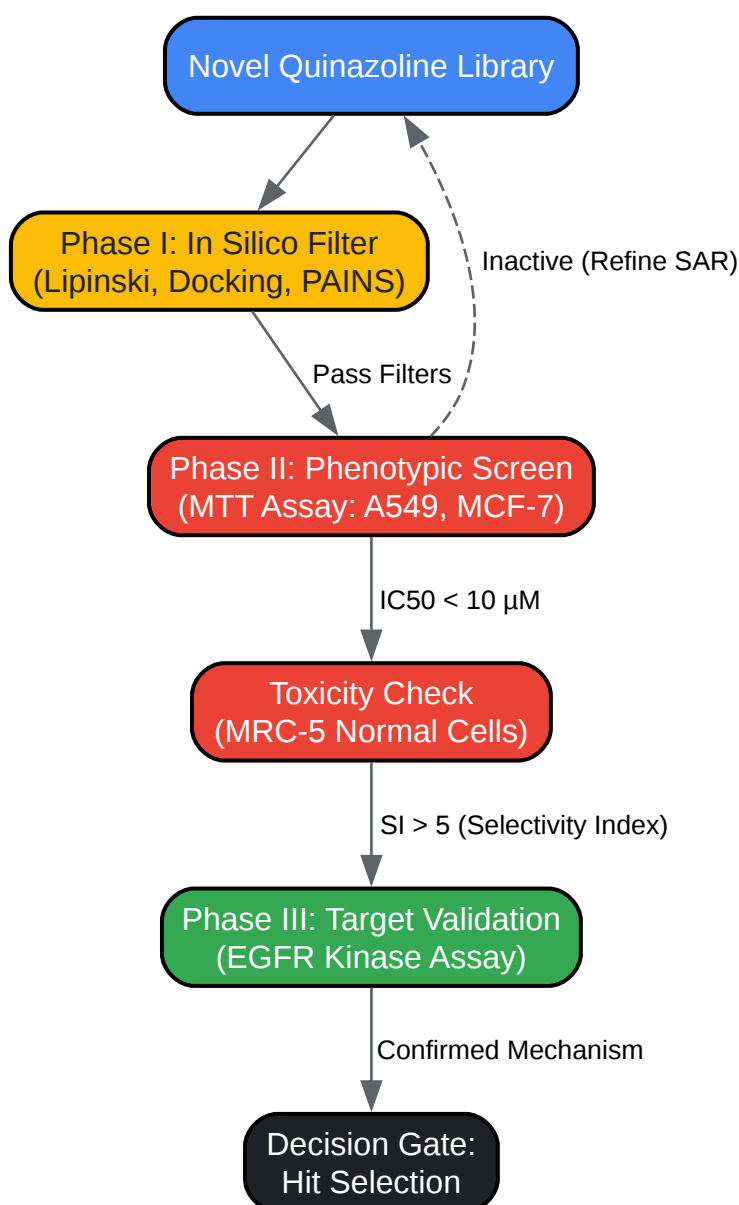 Novel Quinazoline Library
Phase I: In Silico Filter
(Lipinski, Docking, PAINS)
Inactive (Refine SAR)
Pass Filters
Phase II: Phenotypic Screen
(MTT Assay: A549, MCF-7)
IC50 < 10 µM
Toxicity Check
(MRC-5 Normal Cells)
SI > 5 (Selectivity Index)
Phase III: Target Validation
(EGFR Kinase Assay)
Confirmed Mechanism
Decision Gate:
Hit Selection